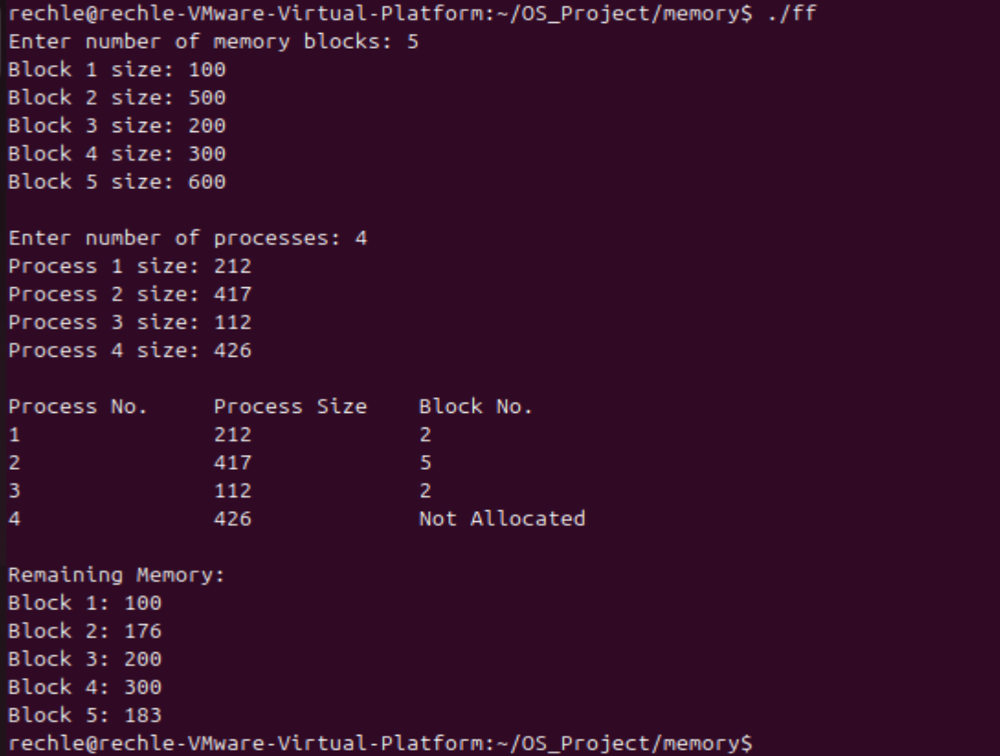 rechle@rechle-VMware-Virtual-Platform:~/OS_Project/memory$ ./ff
Enter number of memory blocks: 5
Block 1 size: 100
Block 2 size: 500
Block 3 size: 200
Block 4 size: 300
Block 5 size: 600
Enter number of processes: 4
Process 1 size: 212
Process 2 size: 417
Process 3 size: 112
Process 4 size: 426
Process No. Process Size Block No.
1 212 2
2 417 5
3 112 2
4 426 Not Allocated
Remaining Memory:
Block 1: 100
Block 2: 176
Block 3: 200
Block 4: 300
Block 5: 183
rechle@rechle-VMware-Virtual-Platform:~/OS_Project/memory$